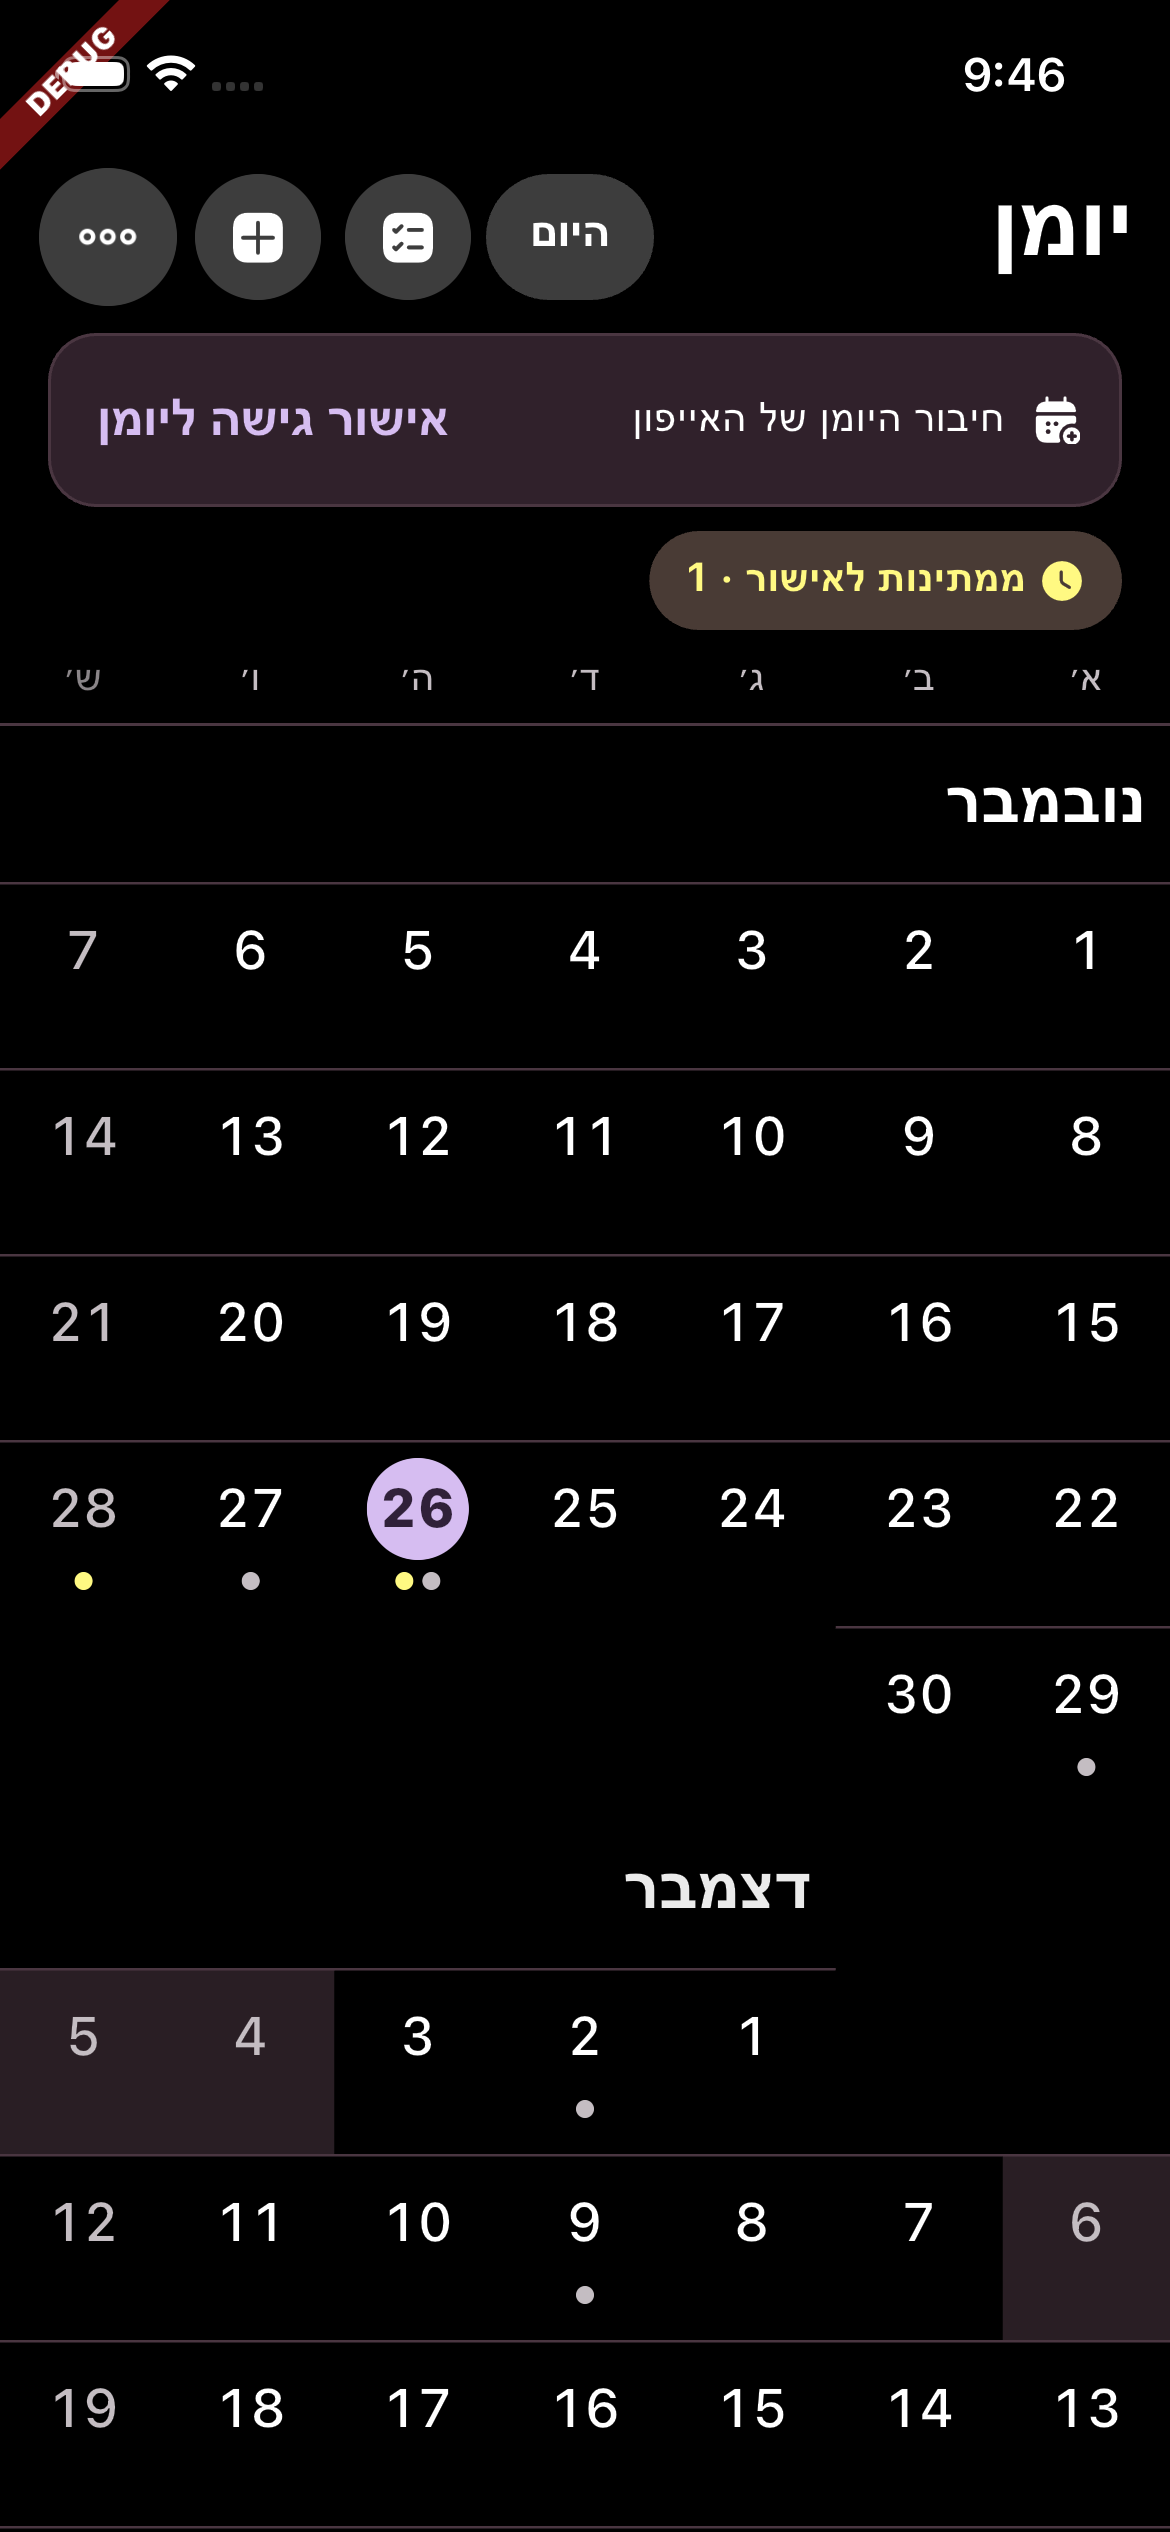 9:46
DEBUG
יומן
היום
חיבור היומן של האייפון אישור גישה ליומן
ממתינות לאישור · 1
א׳ ב׳ ג׳ ד׳ ה׳ ו׳ ש׳
נובמבר
1 2 3 4 5 6 7
8 9 10 11 12 13 14
15 16 17 18 19 20 21
22 23 24 25 26 27 28
29 30
דצמבר
1 2 3 4 5
6 7 8 9 10 11 12
13 14 15 16 17 18 19